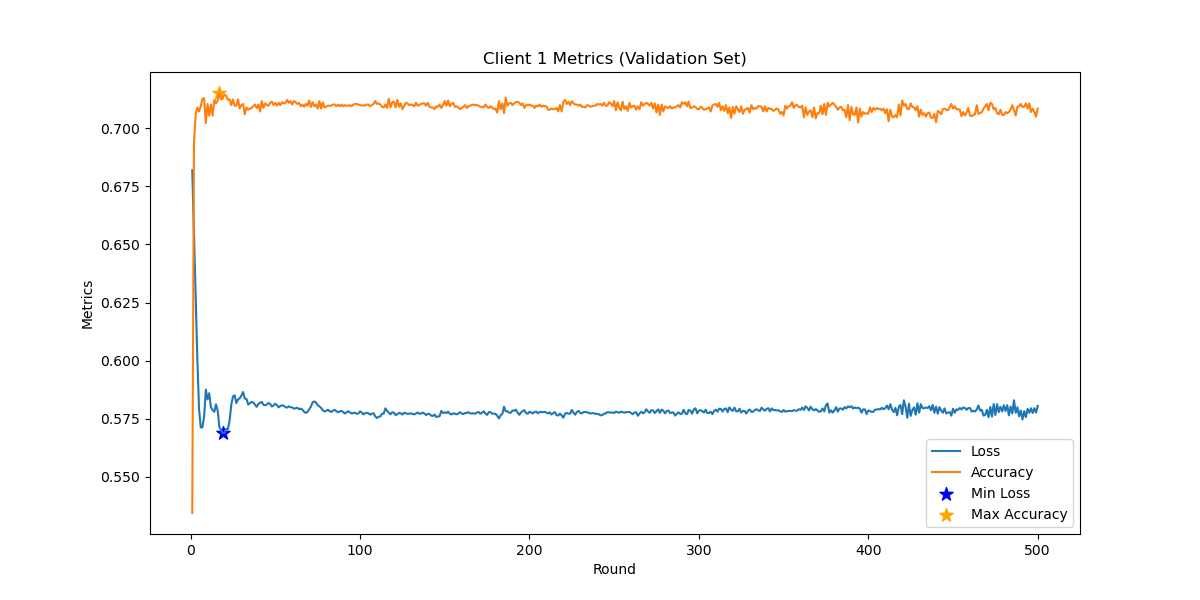 Client 1 Metrics (Validation Set)
Metrics
0.700
0.675
0.650
0.625
0.600
0.575
0.550
Loss
Accuracy
Min Loss
Max Accuracy
0 100 200 300 400 500
Round